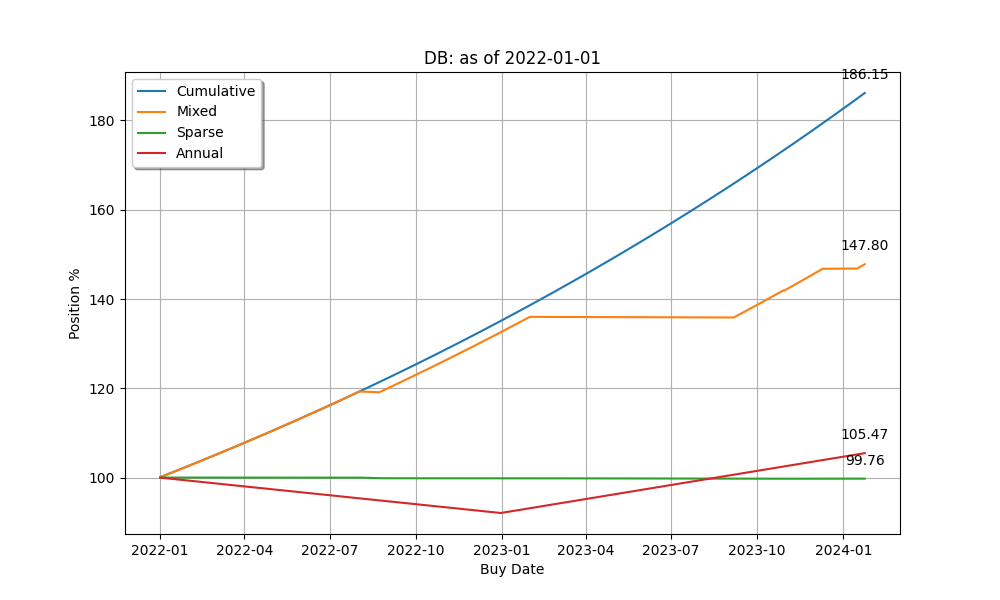 DB: as of 2022-01-01
186.15
Cumulative
Mixed
Sparse
Annual
180
160
147.80
140
120
105.47
99.76
100
Position %
2022-01 2022-04 2022-07 2022-10 2023-01 2023-04 2023-07 2023-10 2024-01
Buy Date